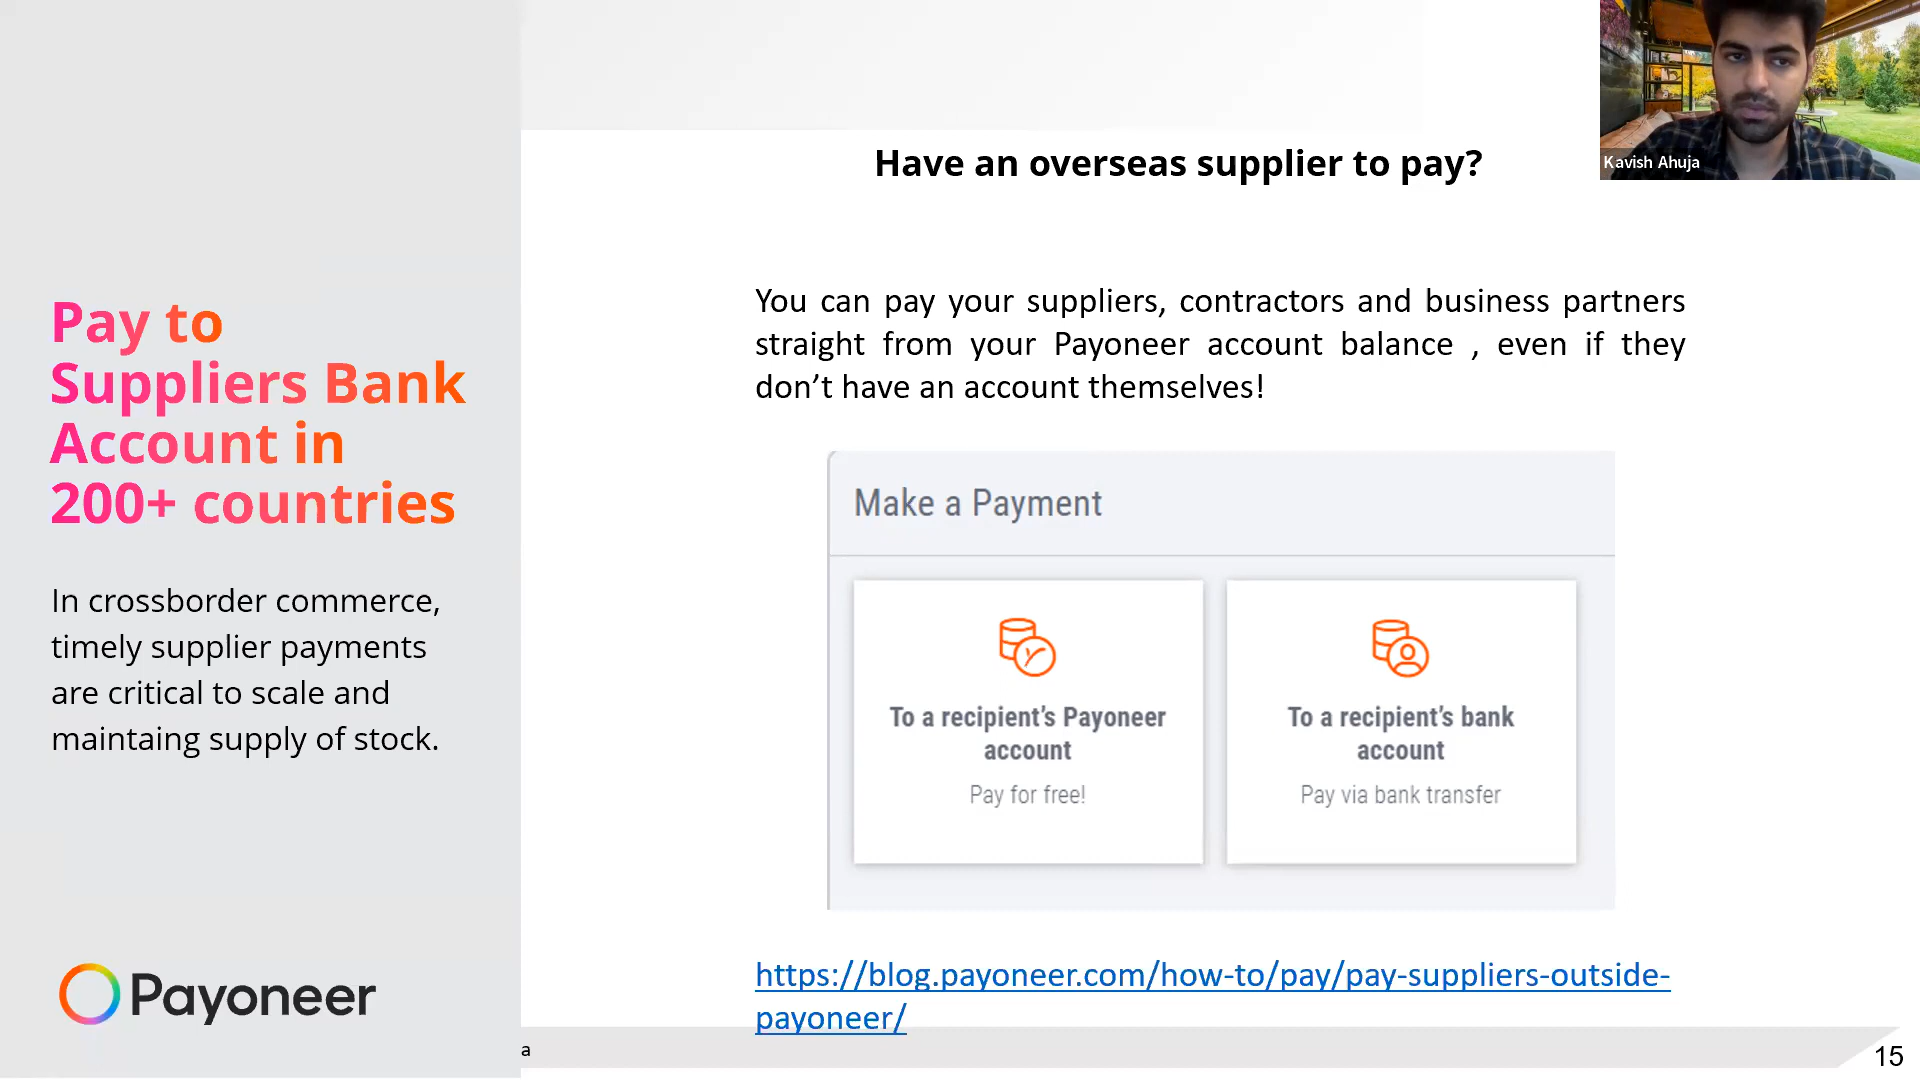 Pay to
Suppliers Bank
Account in
200+ countries
In crossborder commerce,
timely supplier payments
are critical to scale and
maintaing supply of stock.
Payoneer
Have an overseas supplier to pay?
You can pay your suppliers, contractors and business partners
straight from your Payoneer account balance , even if they
don’t have an account themselves!
Make a Payment
To a recipient’s Payoneer
account
Pay for free!
To a recipient’s bank
account
Pay via bank transfer
https://blog.payoneer.com/how-to/pay/pay-suppliers-outside-
payoneer/
a
15
Kavish Ahuja